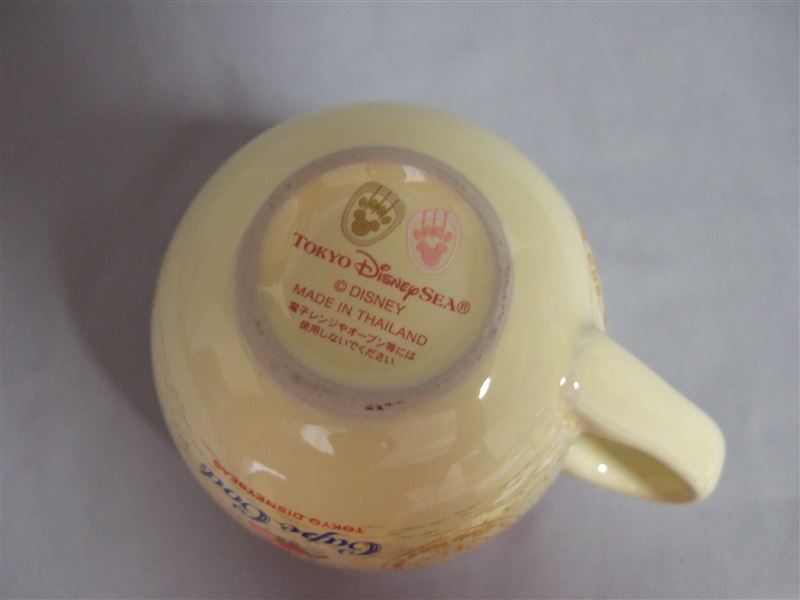 TOKYO DISNEYSEA®
© DISNEY
MADE IN THAILAND
電子レンジやオーブン等には
使用しないでください
Cape Cod
TOKYO DISNEYSEA®